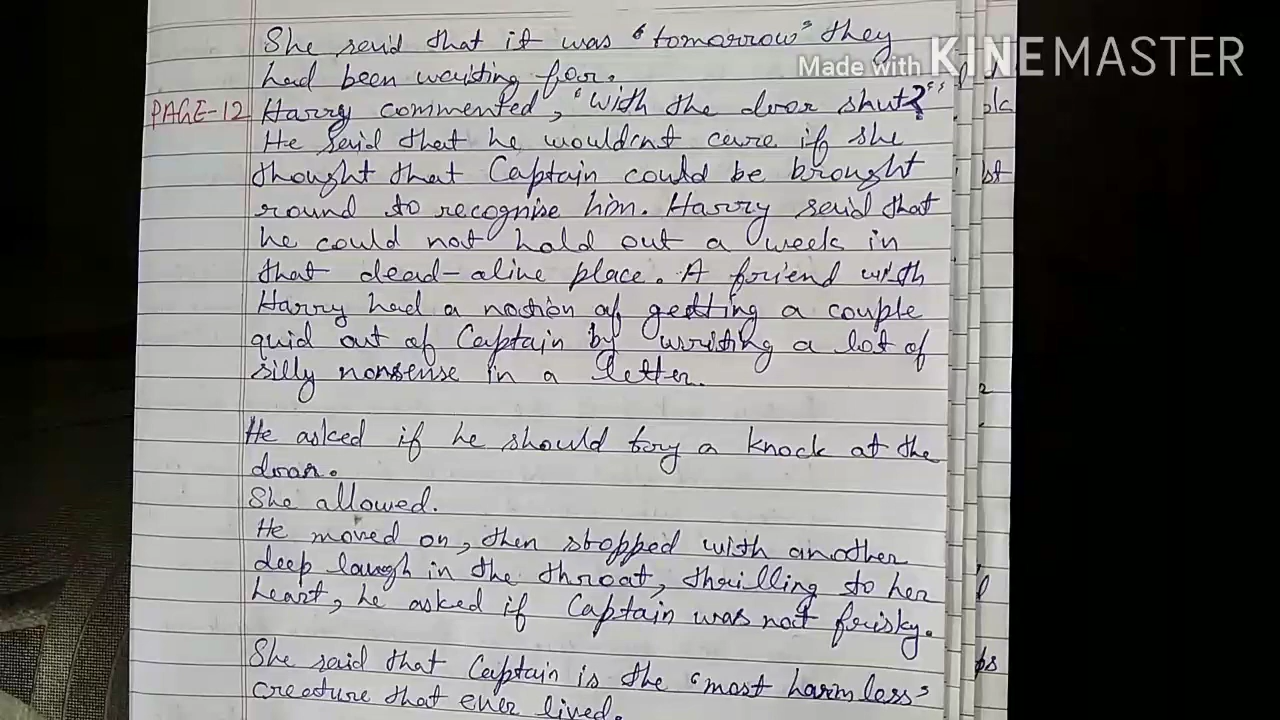 She said that it was "tomorrow" they
had been waiting for.
Made with KINEMASTER
PAGE-12 Harry commented, "with the door shut?"
He said that he wouldnt care if she
thought that Captain could be brought
round to recognise him. Harry said that
he could not hold out a week in
that dead-alive place. A friend with
Harry had a notion of getting a couple
quid out of Captain by writing a lot of
silly nonsense in a letter.
He asked if he should try a knock at the
door.
She allowed.
He moved on, then stopped with another
deep laugh in the throat, thrilling to her
heart, he asked if Captain was not frisky.
She said that Captain is the "most harmless"
creature that ever lived.